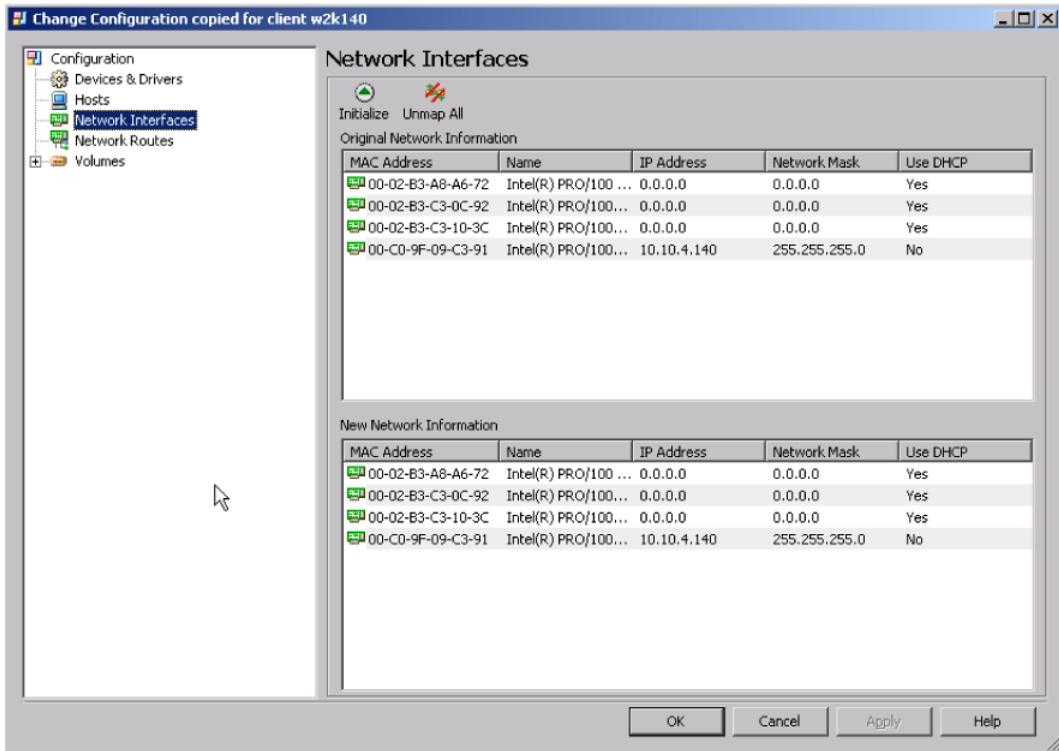 Change Configuration copied for client w2k140
Configuration
Devices & Drivers
Hosts
Network Interfaces
Network Routes
Volumes
Network Interfaces
Initialize Unmap All
Original Network Information
MAC Address Name IP Address Network Mask Use DHCP
00-02-B3-A8-A6-72 Intel(R) PRO/100 ... 0.0.0.0 0.0.0.0 Yes
00-02-B3-C3-0C-92 Intel(R) PRO/100... 0.0.0.0 0.0.0.0 Yes
00-02-B3-C3-10-3C Intel(R) PRO/100... 0.0.0.0 0.0.0.0 Yes
00-C0-9F-09-C3-91 Intel(R) PRO/100... 10.10.4.140 255.255.255.0 No
New Network Information
MAC Address Name IP Address Network Mask Use DHCP
00-02-B3-A8-A6-72 Intel(R) PRO/100 ... 0.0.0.0 0.0.0.0 Yes
00-02-B3-C3-0C-92 Intel(R) PRO/100... 0.0.0.0 0.0.0.0 Yes
00-02-B3-C3-10-3C Intel(R) PRO/100... 0.0.0.0 0.0.0.0 Yes
00-C0-9F-09-C3-91 Intel(R) PRO/100... 10.10.4.140 255.255.255.0 No
OK Cancel Apply Help